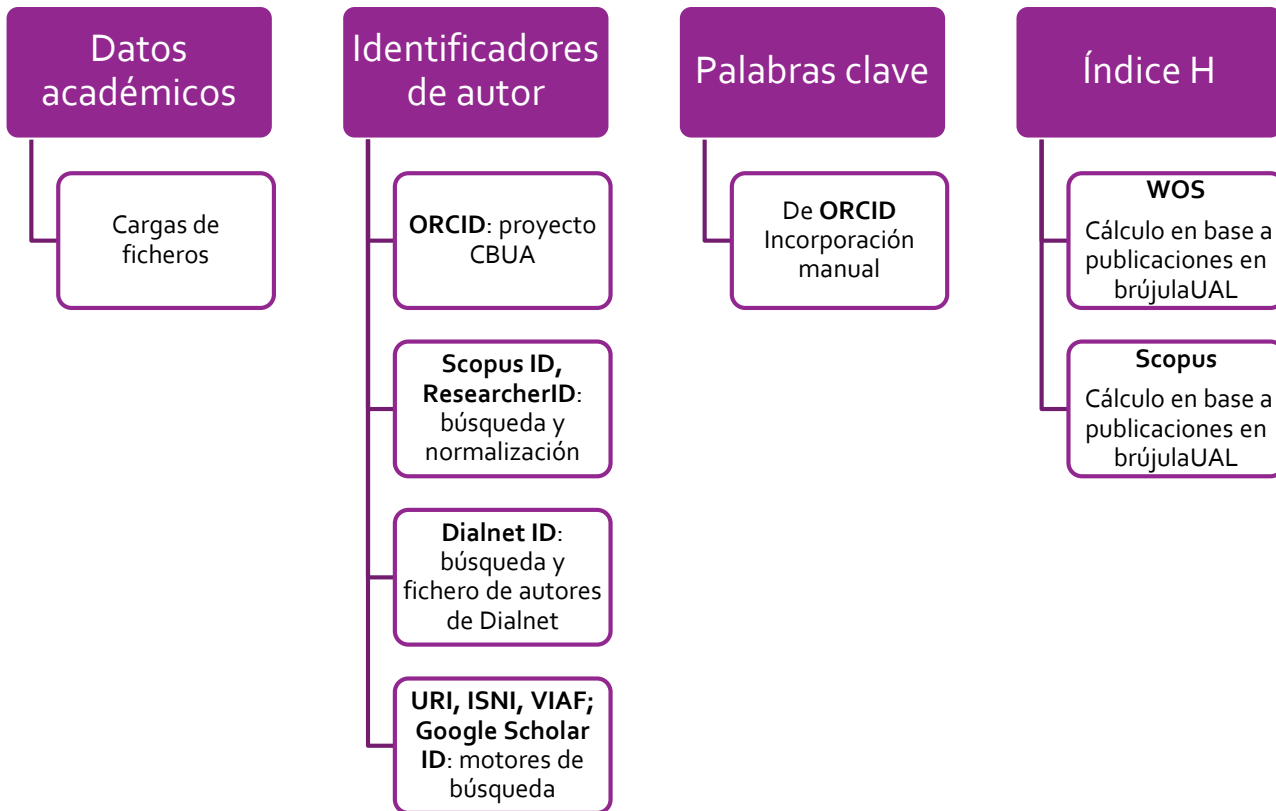 Datos
académicos
Cargas de
ficheros
Identificadores
de autor
ORCID: proyecto
CBUA
Scopus ID,
ResearcherID:
búsqueda y
normalización
Dialnet ID:
búsqueda y
fichero de autores
de Dialnet
URI, ISNI, VIAF;
Google Scholar
ID: motores de
búsqueda
Palabras clave
De ORCID
Incorporación
manual
Índice H
WOS
Cálculo en base a
publicaciones en
brújulaUAL
Scopus
Cálculo en base a
publicaciones en
brújulaUAL